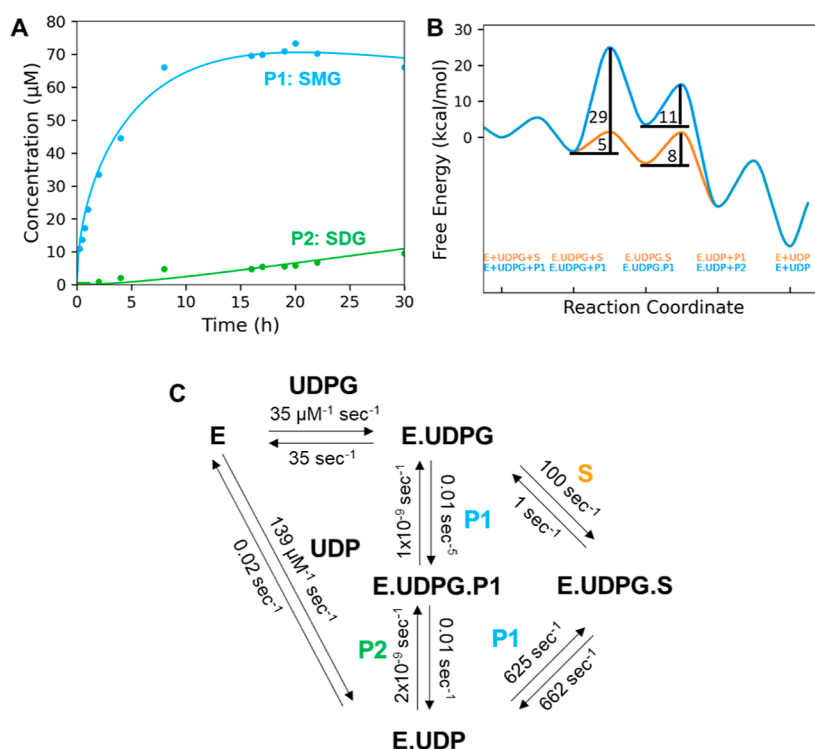 A
80
70
60
50
40
30
20
10
0
Concentration (μM)
P1: SMG
P2: SDG
0 5 10 15 20 25 30
Time (h)
B
30
20
10
0
Free Energy (kcal/mol)
29
5
11
8
E+UDPG+S E.UDPG+S E.UDPG.S E.UDP+P1 E+UDP
E+UDPG+P1 E.UDPG+P1 E.UDPG.P1 E.UDP+P2 E+UDP
Reaction Coordinate
C
UDPG
35 μM⁻¹ sec⁻¹
E
E.UDPG
35 sec⁻¹
S
100 sec⁻¹
1 sec⁻¹
1x10⁻⁹ sec⁻¹
0.01 sec⁻⁵
P1
139 μM⁻¹ sec⁻¹
0.02 sec⁻¹
UDP
E.UDPG.P1
E.UDPG.S
P2
2x10⁻⁹ sec⁻¹
0.01 sec⁻¹
P1
625 sec⁻¹
662 sec⁻¹
E.UDP